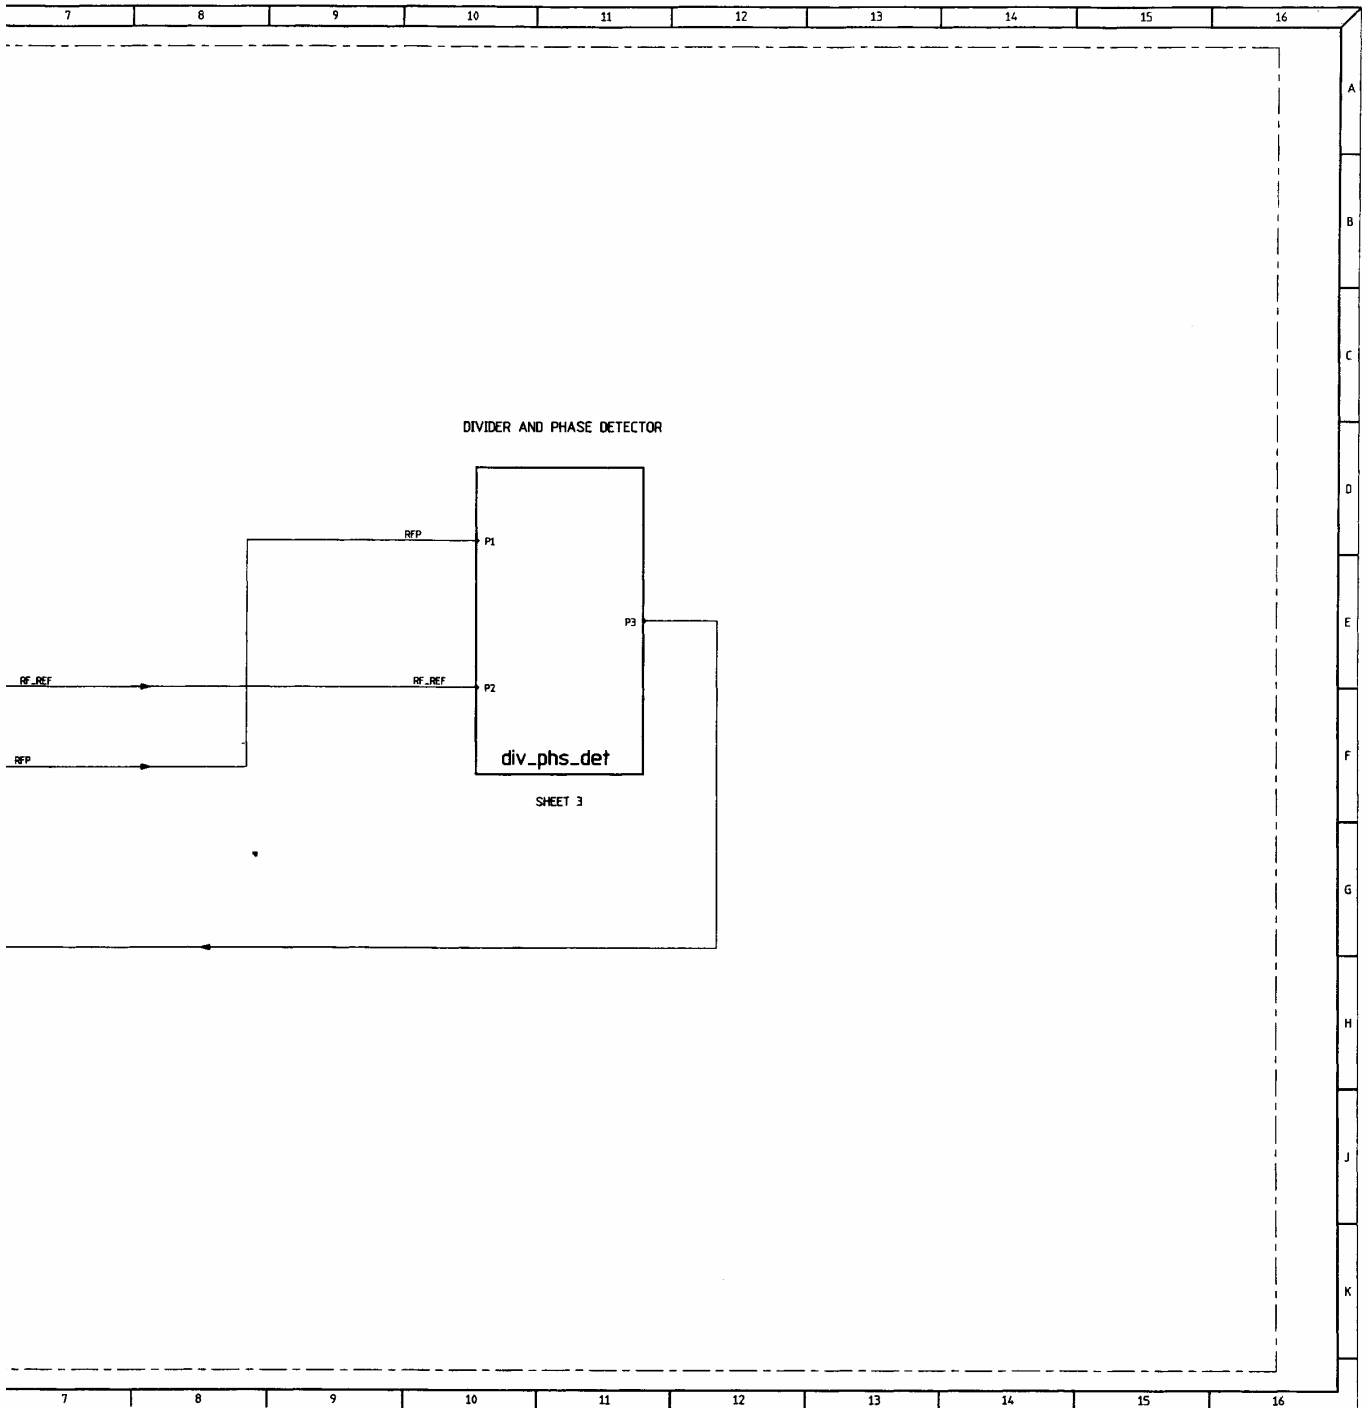 7 8 9 10 11 12 13 14 15 16
A
B
C
DIVIDER AND PHASE DETECTOR
D
RFP P1
P3 E
RF_REF RF_REF P2
RFP div_phs_det F
SHEET 3
G
H
J
K
7 8 9 10 11 12 13 14 15 16